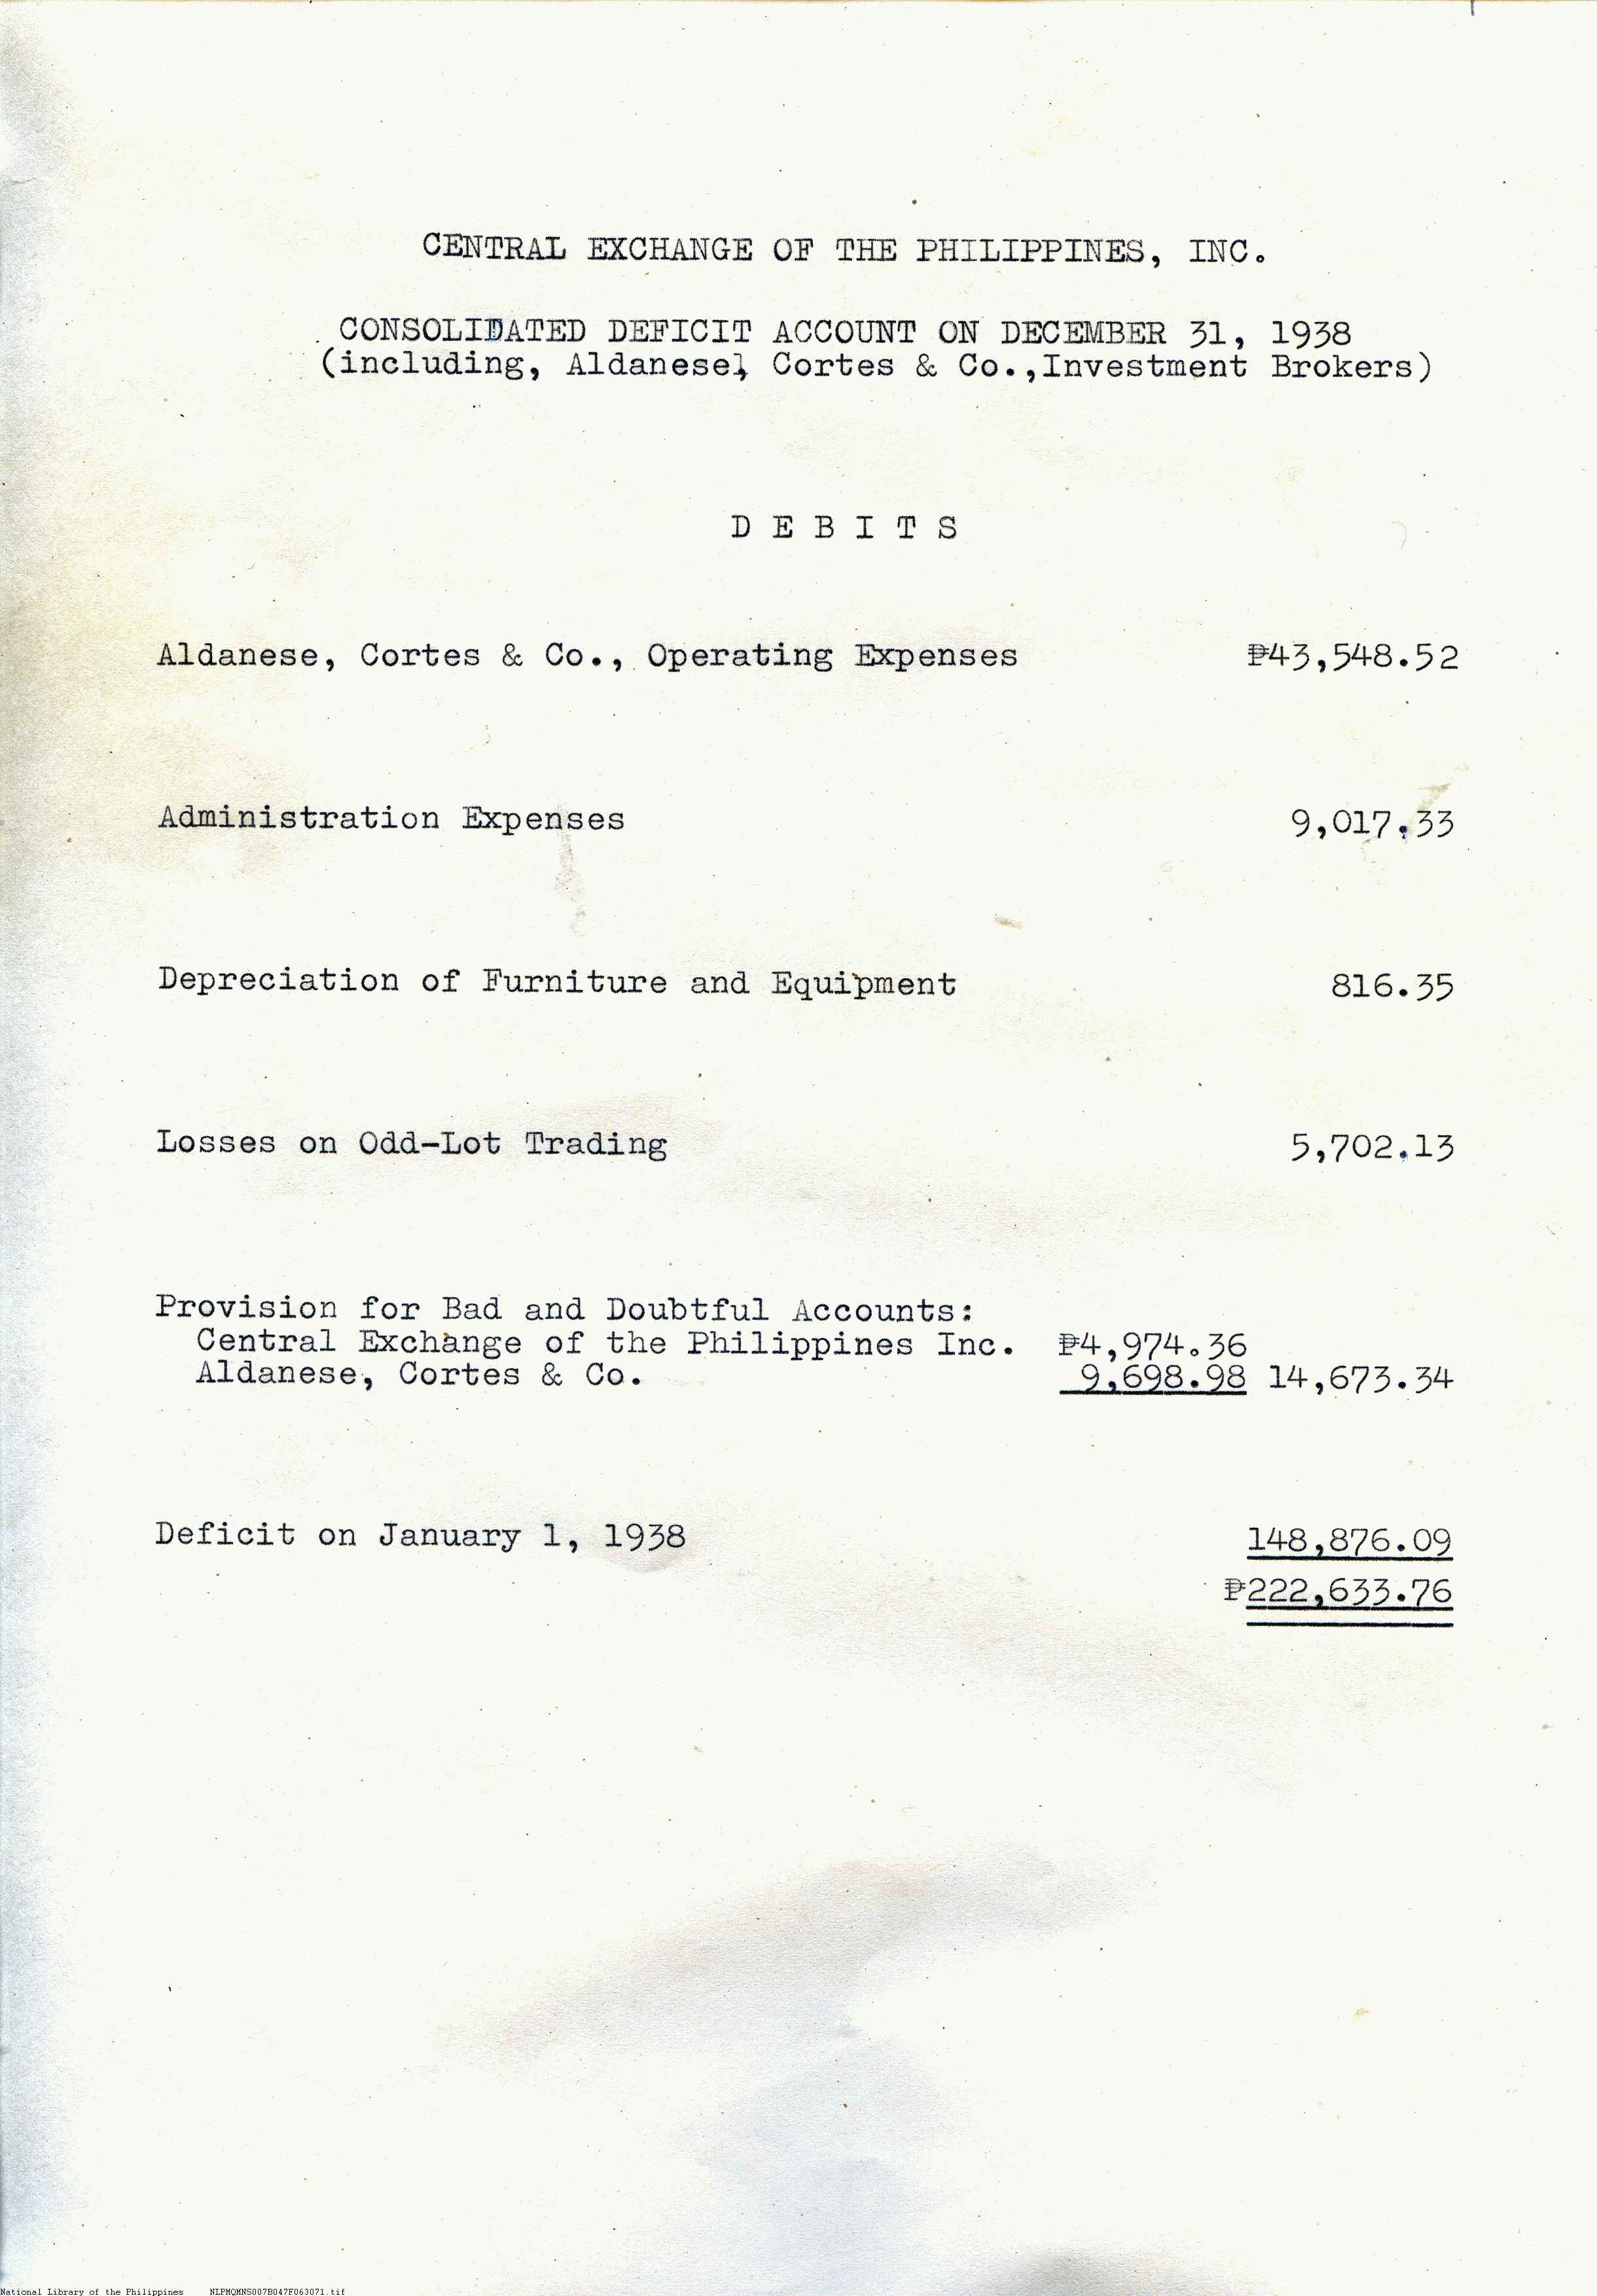 CENTRAL EXCHANGE OF THE PHILIPPINES, INC.
CONSOLIDATED DEFICIT ACCOUNT ON DECEMBER 31, 1938
(including, Aldanese, Cortes & Co.,Investment Brokers)
D E B I T S
Aldanese, Cortes & Co., Operating Expenses ₱43,548.52
Administration Expenses 9,017.33
Depreciation of Furniture and Equipment 816.35
Losses on Odd-Lot Trading 5,702.13
Provision for Bad and Doubtful Accounts:
Central Exchange of the Philippines Inc. ₱4,974.36
Aldanese, Cortes & Co. 9,698.98 14,673.34
Deficit on January 1, 1938 148,876.09
₱222,633.76
National Library of the Philippines NLPMQMNS007B047F063071.tif